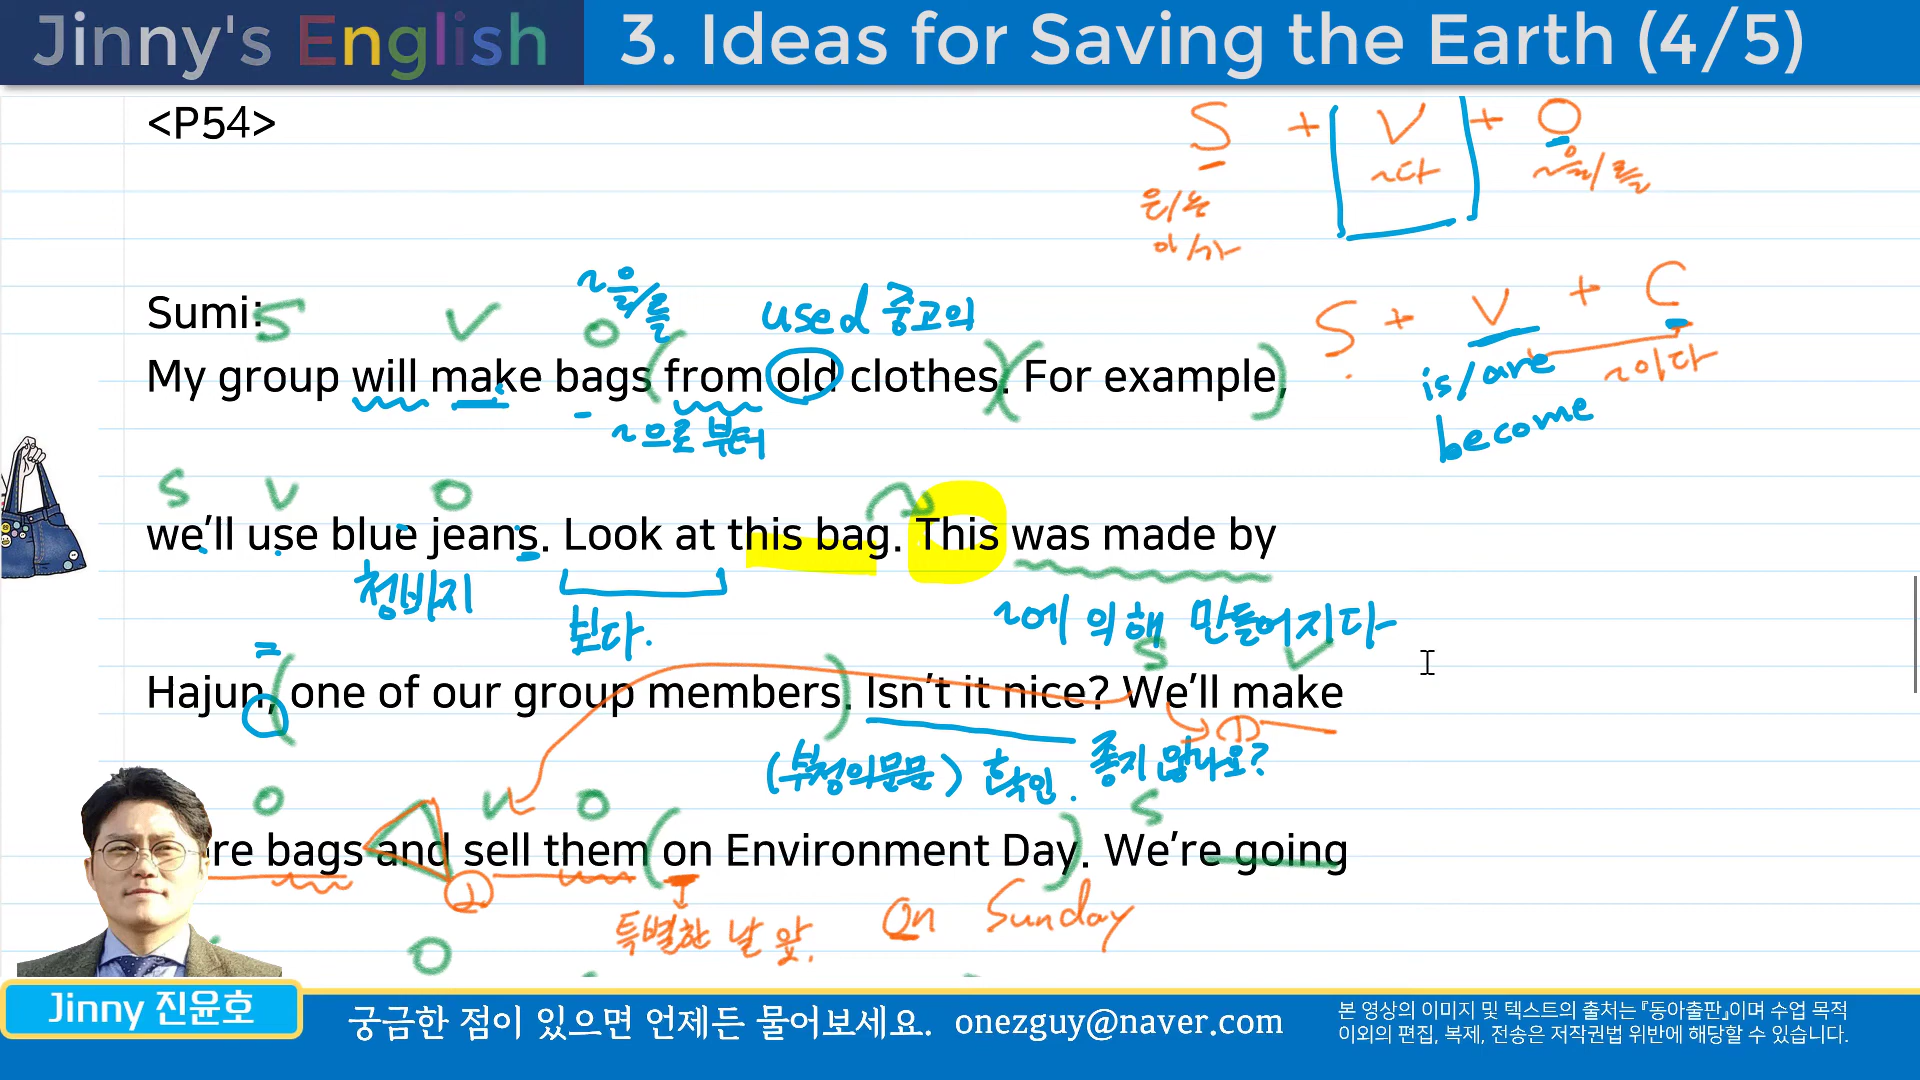 Jinny's English
3. Ideas for Saving the Earth (4/5)
<P54>
S + V + O
은/는 ~다 ~을/를
이/가
S + V + C
is/are ~이다
become
Sumi:
S V O ~을/를 used 중고의
My group will make bags from old clothes. For example,
~으로부터
S V O
we'll use blue jeans. Look at this bag. This was made by
청바지 보다. ~에 의해 만들어지다
= S V
Hajun, one of our group members. Isn't it nice? We'll make
①
(부정의문문) 확인. 좋지 않나요?
O V O S
re bags and sell them on Environment Day. We're going
②
특별한 날 앞. On Sunday
O
Jinny 진윤호
궁금한 점이 있으면 언제든 물어보세요. onezguy@naver.com
본 영상의 이미지 및 텍스트의 출처는 『동아출판』이며 수업 목적
이외의 편집, 복제, 전송은 저작권법 위반에 해당할 수 있습니다.